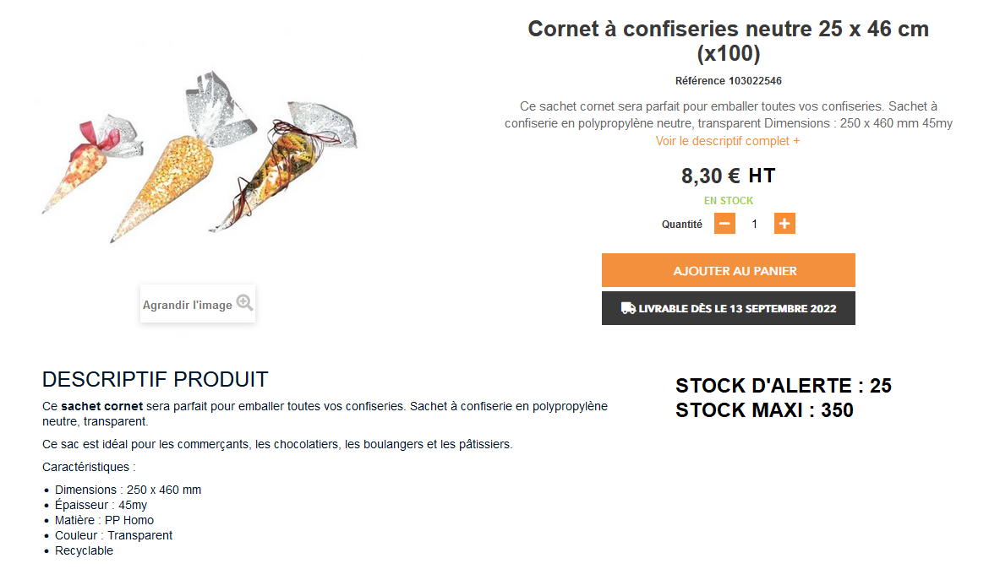 Cornet à confiseries neutre 25 x 46 cm
(x100)
Référence 103022546
Ce sachet cornet sera parfait pour emballer toutes vos confiseries. Sachet à
confiserie en polypropylène neutre, transparent Dimensions : 250 x 460 mm 45my
Voir le descriptif complet +
8,30 € HT
EN STOCK
Quantité − 1 +
AJOUTER AU PANIER
LIVRABLE DÈS LE 13 SEPTEMBRE 2022
Agrandir l'image
DESCRIPTIF PRODUIT
Ce sachet cornet sera parfait pour emballer toutes vos confiseries. Sachet à confiserie en polypropylène
neutre, transparent.
Ce sac est idéal pour les commerçants, les chocolatiers, les boulangers et les pâtissiers.
Caractéristiques :
• Dimensions : 250 x 460 mm
• Épaisseur : 45my
• Matière : PP Homo
• Couleur : Transparent
• Recyclable
STOCK D'ALERTE : 25
STOCK MAXI : 350